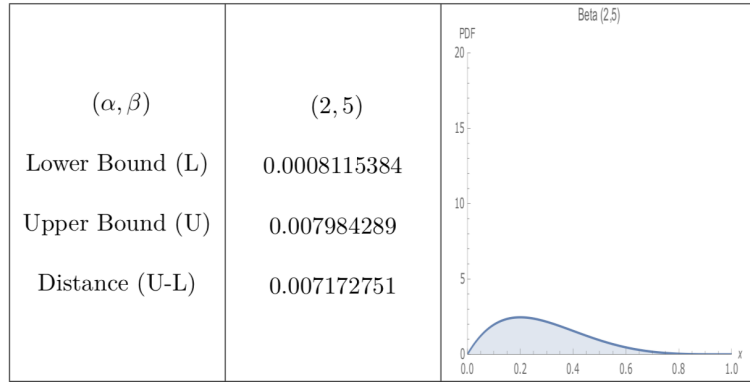 (α, β)
(2, 5)
Lower Bound (L)
0.0008115384
Upper Bound (U)
0.007984289
Distance (U-L)
0.007172751
Beta (2,5)
PDF
20
15
10
5
0
0.0 0.2 0.4 0.6 0.8 1.0
x